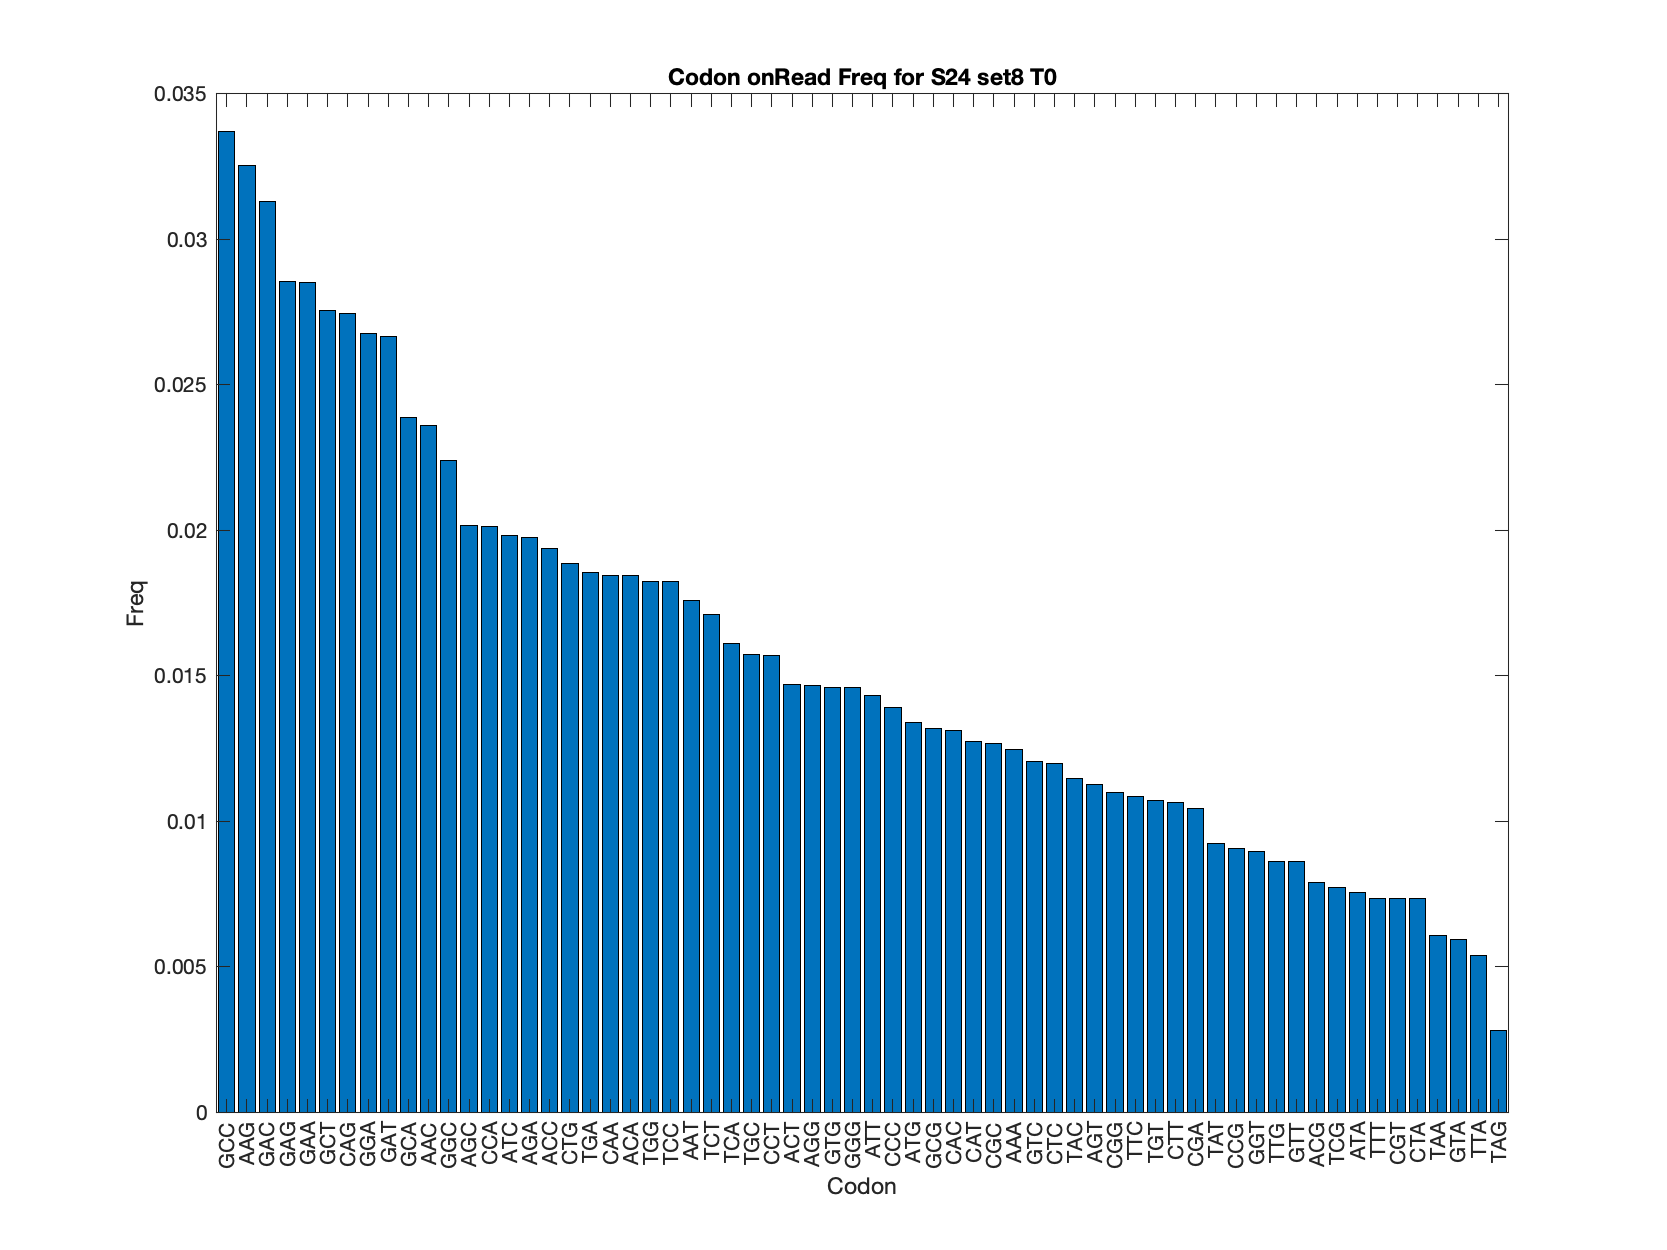 Codon onRead Freq for S24 set8 T0
0.035
0.03
0.025
0.02
0.015
0.01
0.005
0
Freq
GCC AAG GAC GAG GAA GCT CAG GGA GAT GCA AAC GGC AGC CCA ATC AGA ACC CTG TGA CAA ACA TGG TCC AAT TCT TCA TGC CCT ACT AGG GTG GGG ATT CCC ATG GCG CAC CAT CGC AAA GTC CTC TAC AGT CGG TTC TGT CTT CGA TAT CCG GGT TTG GTT ACG TCG ATA TTT CGT CTA TAA GTA TTA TAG
Codon